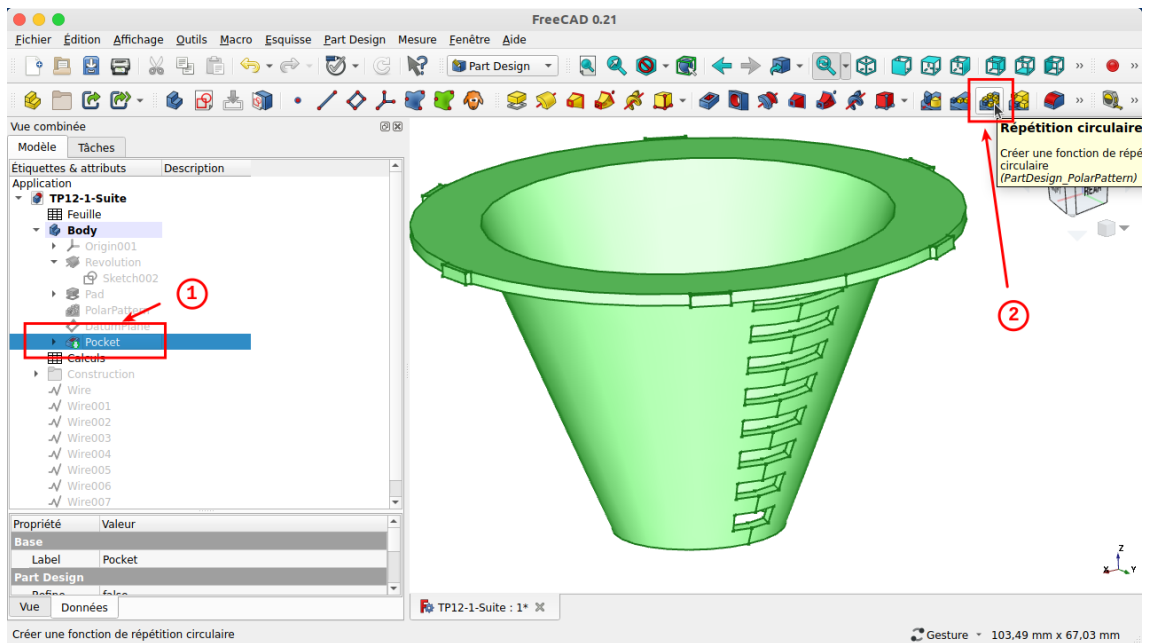 FreeCAD 0.21
Fichier Édition Affichage Outils Macro Esquisse Part Design Mesure Fenêtre Aide
Part Design
»
»
»
»
Vue combinée
Modèle Tâches
Étiquettes & attributs Description
Application
TP12-1-Suite
Feuille
Body
Origin001
Revolution
Sketch002
Pad
PolarPattern
DatumPlane
Pocket
Calculs
Construction
Wire
Wire001
Wire002
Wire003
Wire004
Wire005
Wire006
Wire007
1
Propriété Valeur
Base
Label Pocket
Part Design
Refine false
Vue Données
Répétition circulaire
Créer une fonction de répé
circulaire
(PartDesign_PolarPattern)
REAR
2
Z
X Y
TP12-1-Suite : 1*
Créer une fonction de répétition circulaire
Gesture 103,49 mm x 67,03 mm